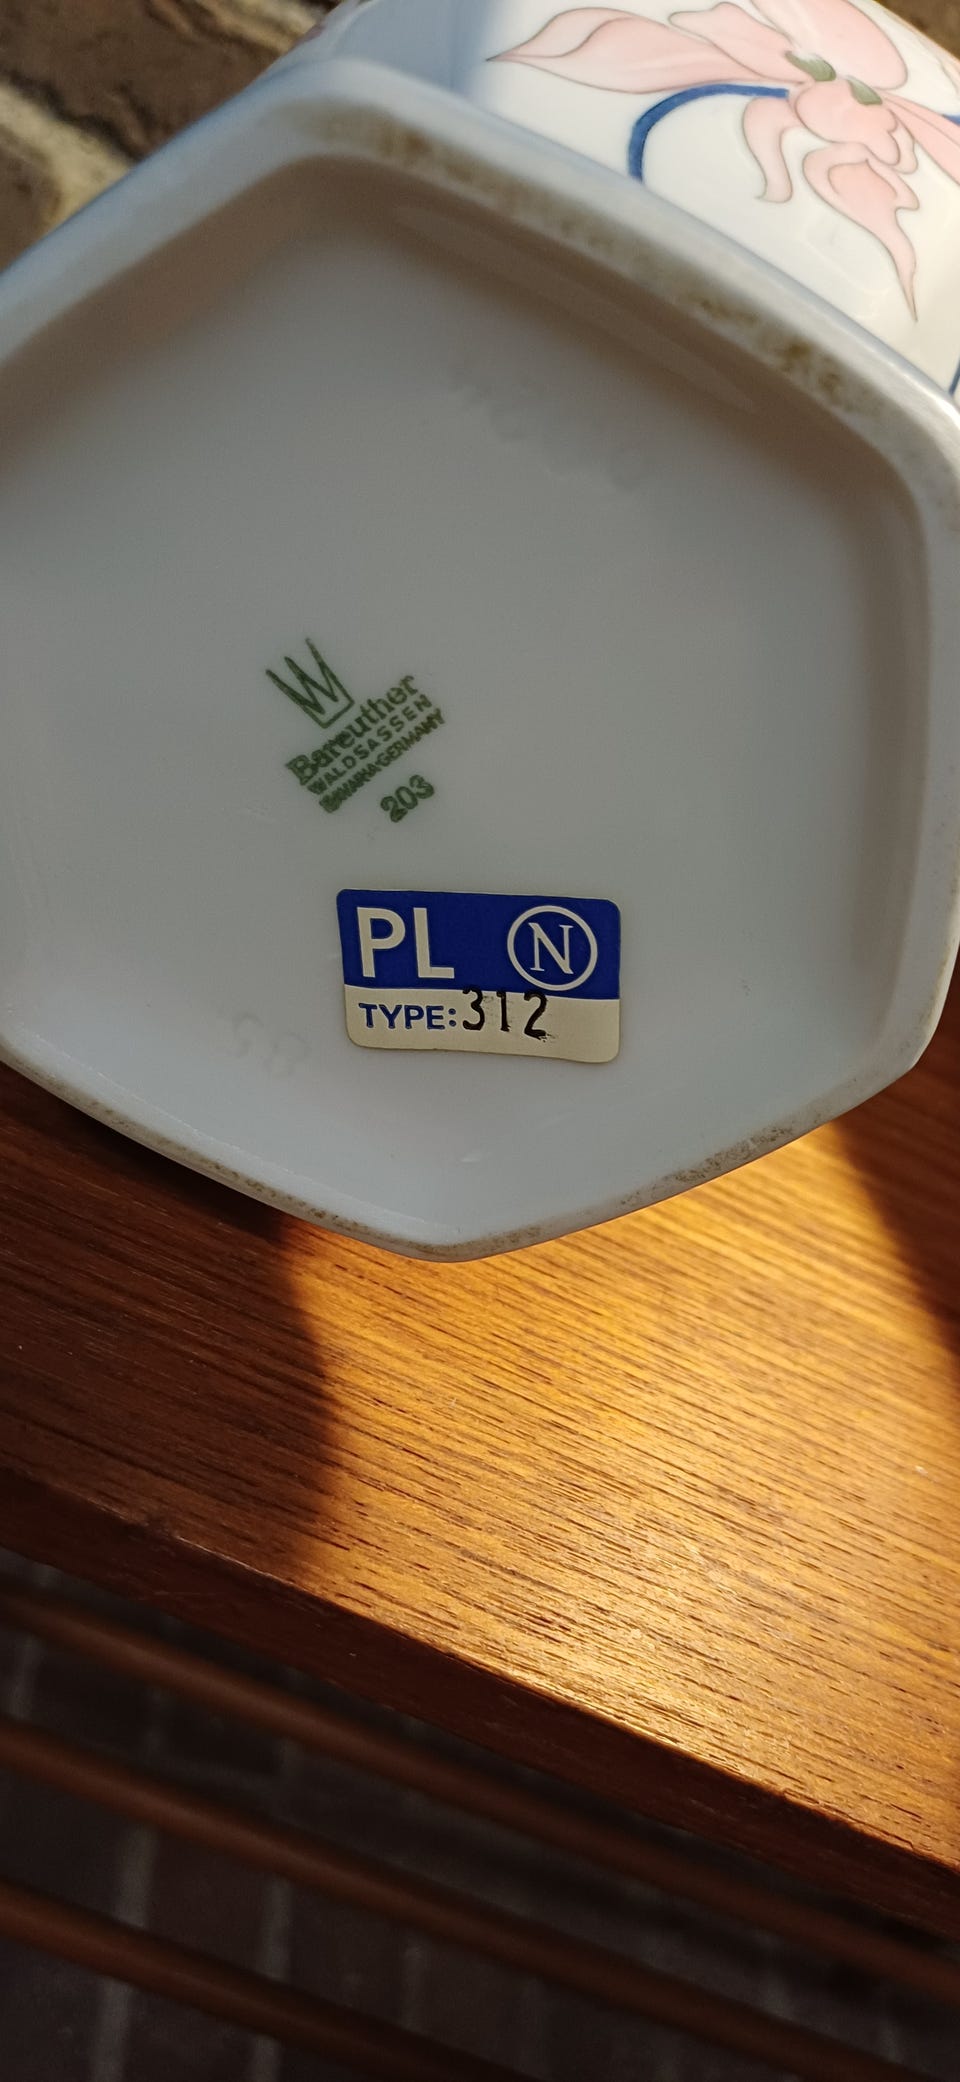 Bareuther
WALDSASSEN
BAVARIA·GERMANY
203
PL N
TYPE:312